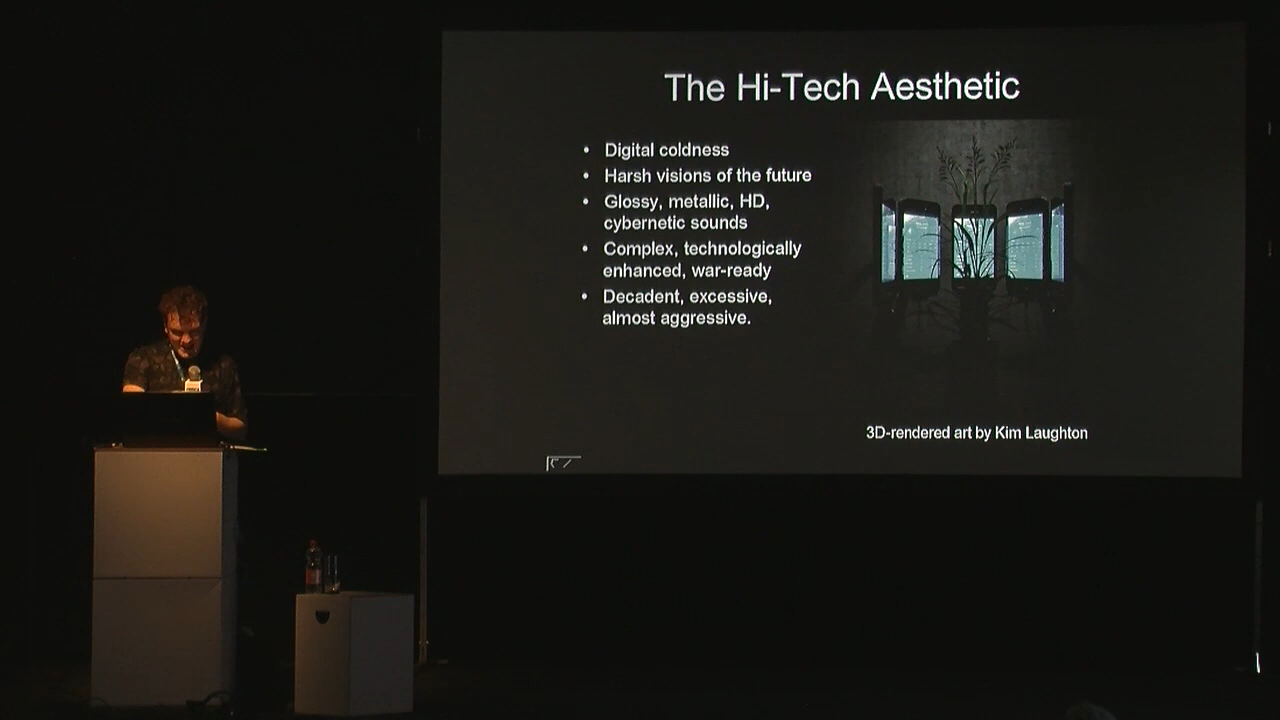 The Hi-Tech Aesthetic
• Digital coldness
• Harsh visions of the future
• Glossy, metallic, HD,
cybernetic sounds
• Complex, technologically
enhanced, war-ready
• Decadent, excessive,
almost aggressive.
3D-rendered art by Kim Laughton